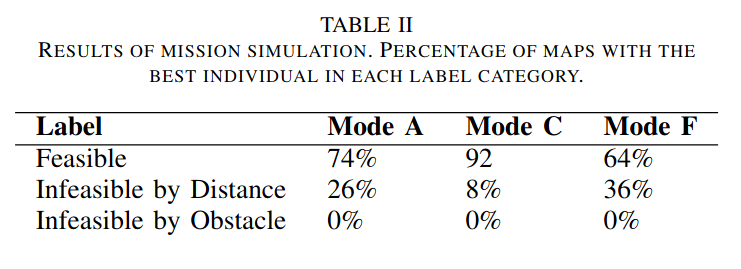 TABLE II
RESULTS OF MISSION SIMULATION. PERCENTAGE OF MAPS WITH THE
BEST INDIVIDUAL IN EACH LABEL CATEGORY.
Label Mode A Mode C Mode F
Feasible 74% 92 64%
Infeasible by Distance 26% 8% 36%
Infeasible by Obstacle 0% 0% 0%